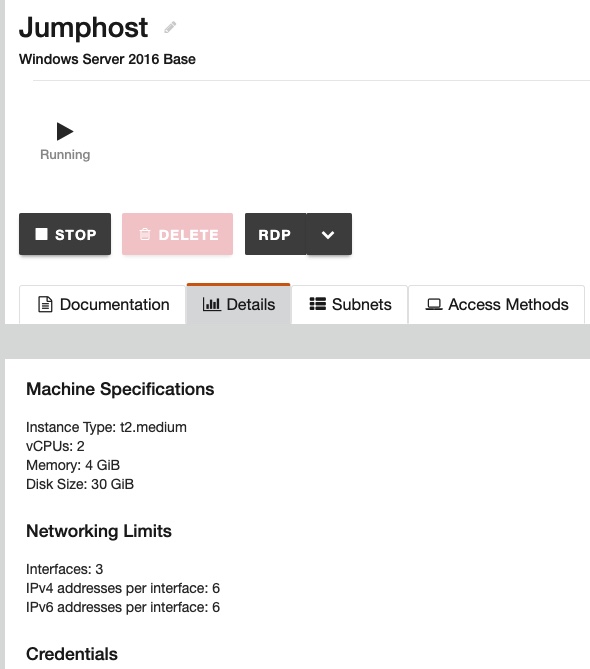 Jumphost
Windows Server 2016 Base
Running
STOP DELETE RDP
Documentation Details Subnets Access Methods
Machine Specifications
Instance Type: t2.medium
vCPUs: 2
Memory: 4 GiB
Disk Size: 30 GiB
Networking Limits
Interfaces: 3
IPv4 addresses per interface: 6
IPv6 addresses per interface: 6
Credentials